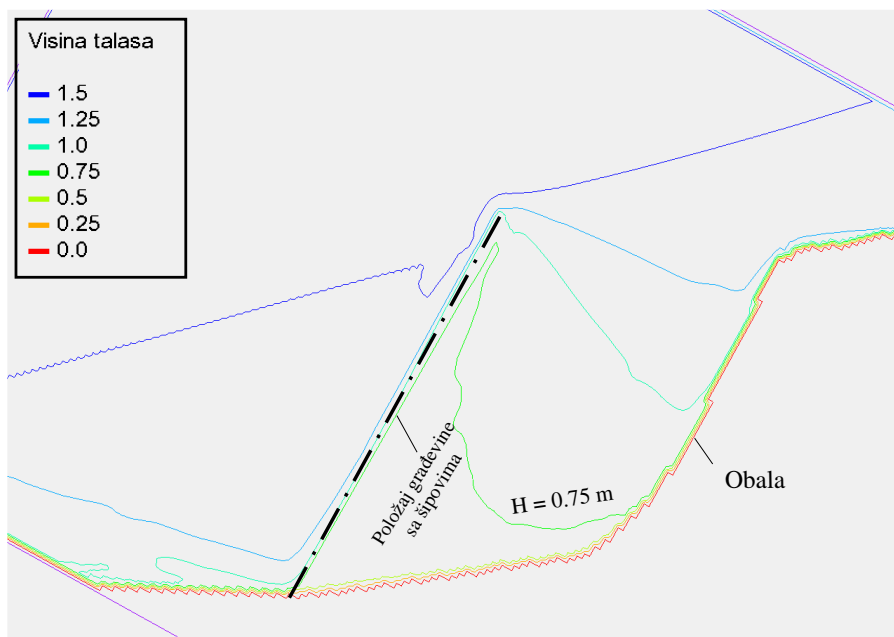 Visina talasa
1.5
1.25
1.0
0.75
0.5
0.25
0.0
Položaj građevine
sa šipovima
H = 0.75 m
Obala